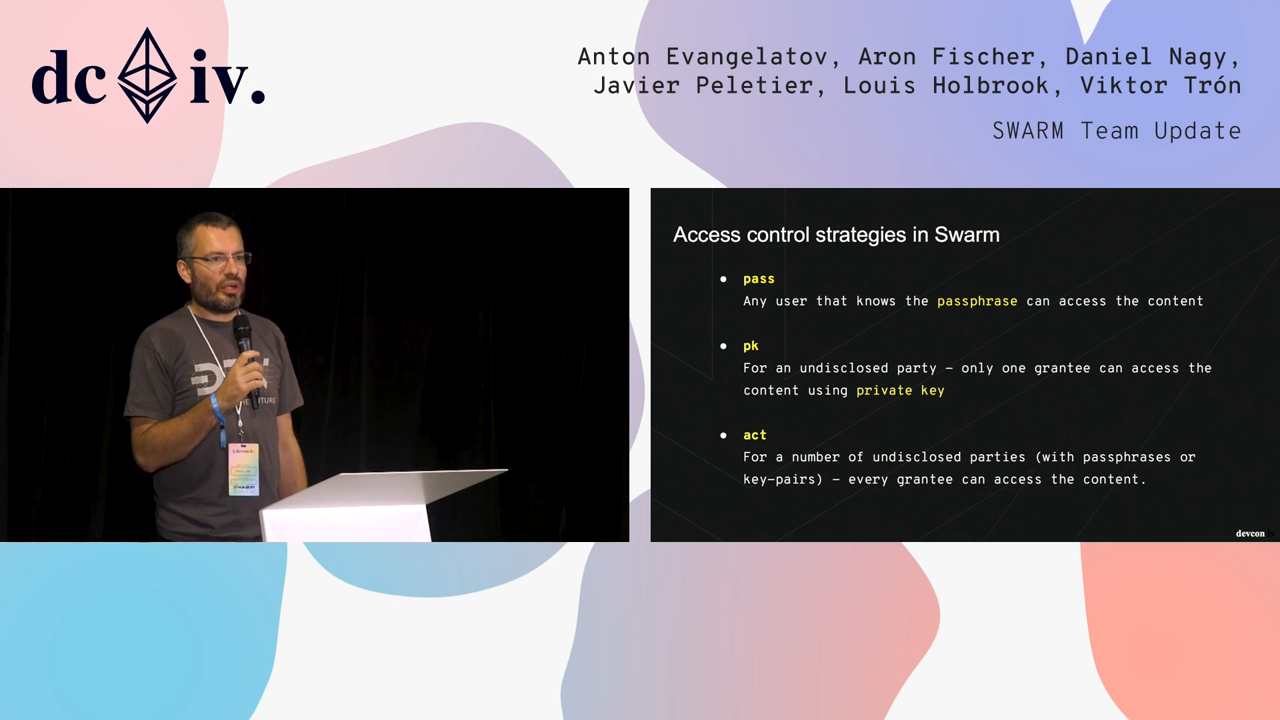 dc iv.
Anton Evangelatov, Aron Fischer, Daniel Nagy,
Javier Peletier, Louis Holbrook, Viktor Trón
SWARM Team Update
Access control strategies in Swarm
● pass
Any user that knows the passphrase can access the content
● pk
For an undisclosed party – only one grantee can access the
content using private key
● act
For a number of undisclosed parties (with passphrases or
key-pairs) – every grantee can access the content.
devcon